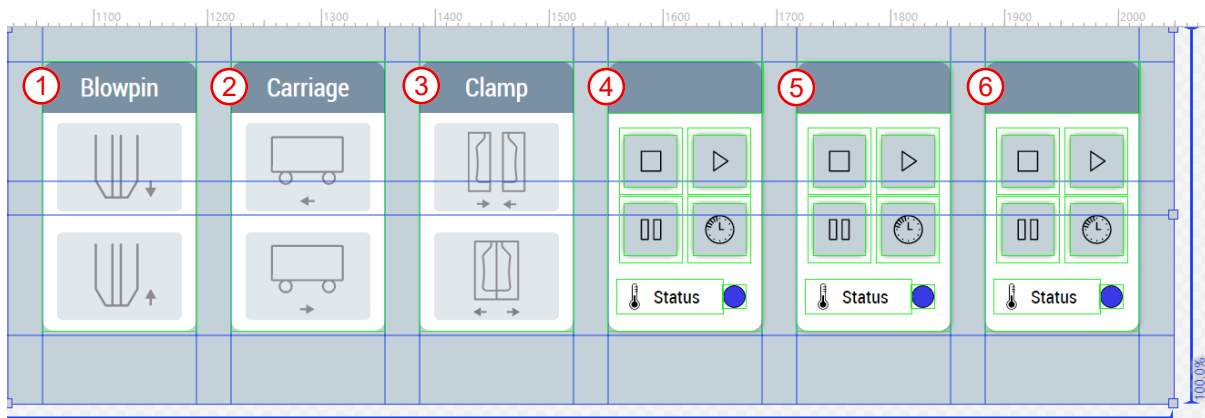 1100 1200 1300 1400 1500 1600 1700 1800 1900 2000
1 Blowpin 2 Carriage 3 Clamp 4 5 6
Status Status Status
100.0%